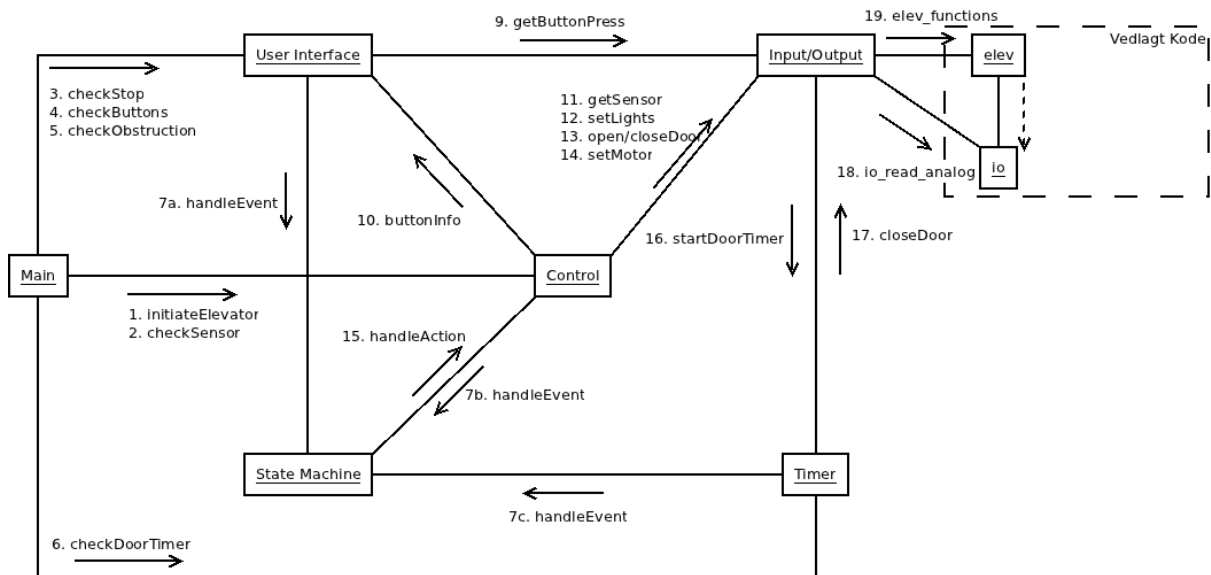 9. getButtonPress
19. elev_functions
User Interface
Input/Output
elev
Vedlagt Kode
3. checkStop
4. checkButtons
5. checkObstruction
11. getSensor
12. setLights
13. open/closeDoor
14. setMotor
18. io_read_analog
io
7a. handleEvent
10. buttonInfo
16. startDoorTimer
17. closeDoor
Main
Control
1. initiateElevator
2. checkSensor
15. handleAction
7b. handleEvent
State Machine
Timer
7c. handleEvent
6. checkDoorTimer